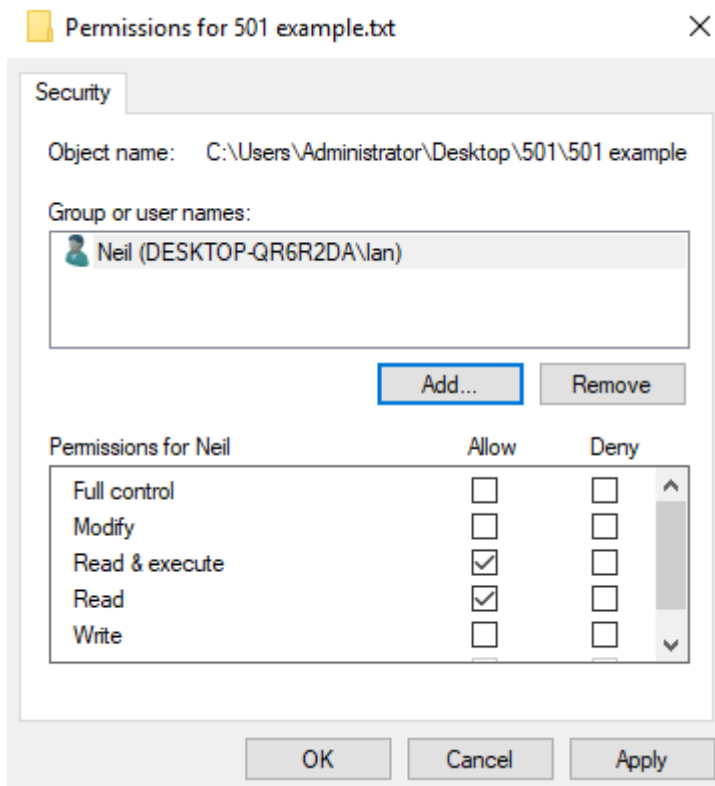 Permissions for 501 example.txt
Security
Object name: C:\Users\Administrator\Desktop\501\501 example
Group or user names:
Neil (DESKTOP-QR6R2DA\Ian)
Add... Remove
Permissions for Neil Allow Deny
Full control
Modify
Read & execute
Read
Write
OK Cancel Apply